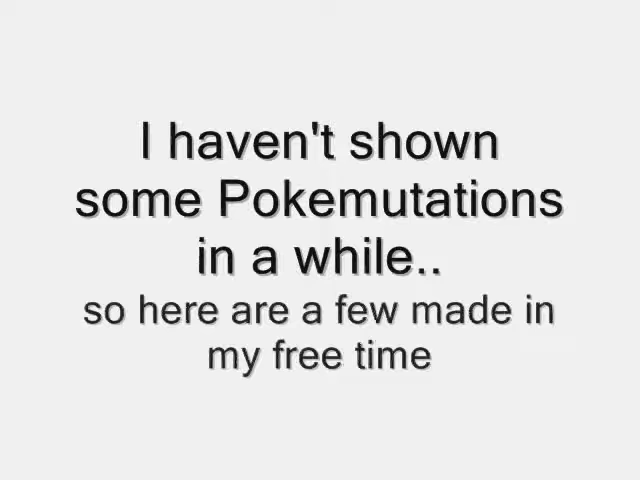 I haven't shown
some Pokemutations
in a while..
so here are a few made in
my free time